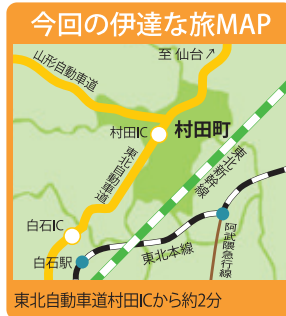 今回の伊達な旅MAP
至 仙台↗
山形自動車道
村田IC
村田町
東北自動車道
東北新幹線
白石IC
白石駅
東北本線
阿武隈急行線
東北自動車道村田ICから約2分